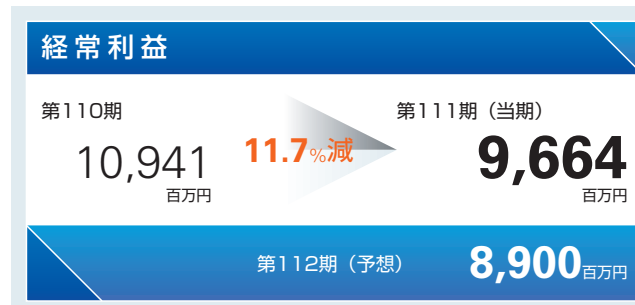 経常利益
第110期
10,941
百万円
11.7%減
第111期（当期）
9,664
百万円
第112期（予想） 8,900百万円